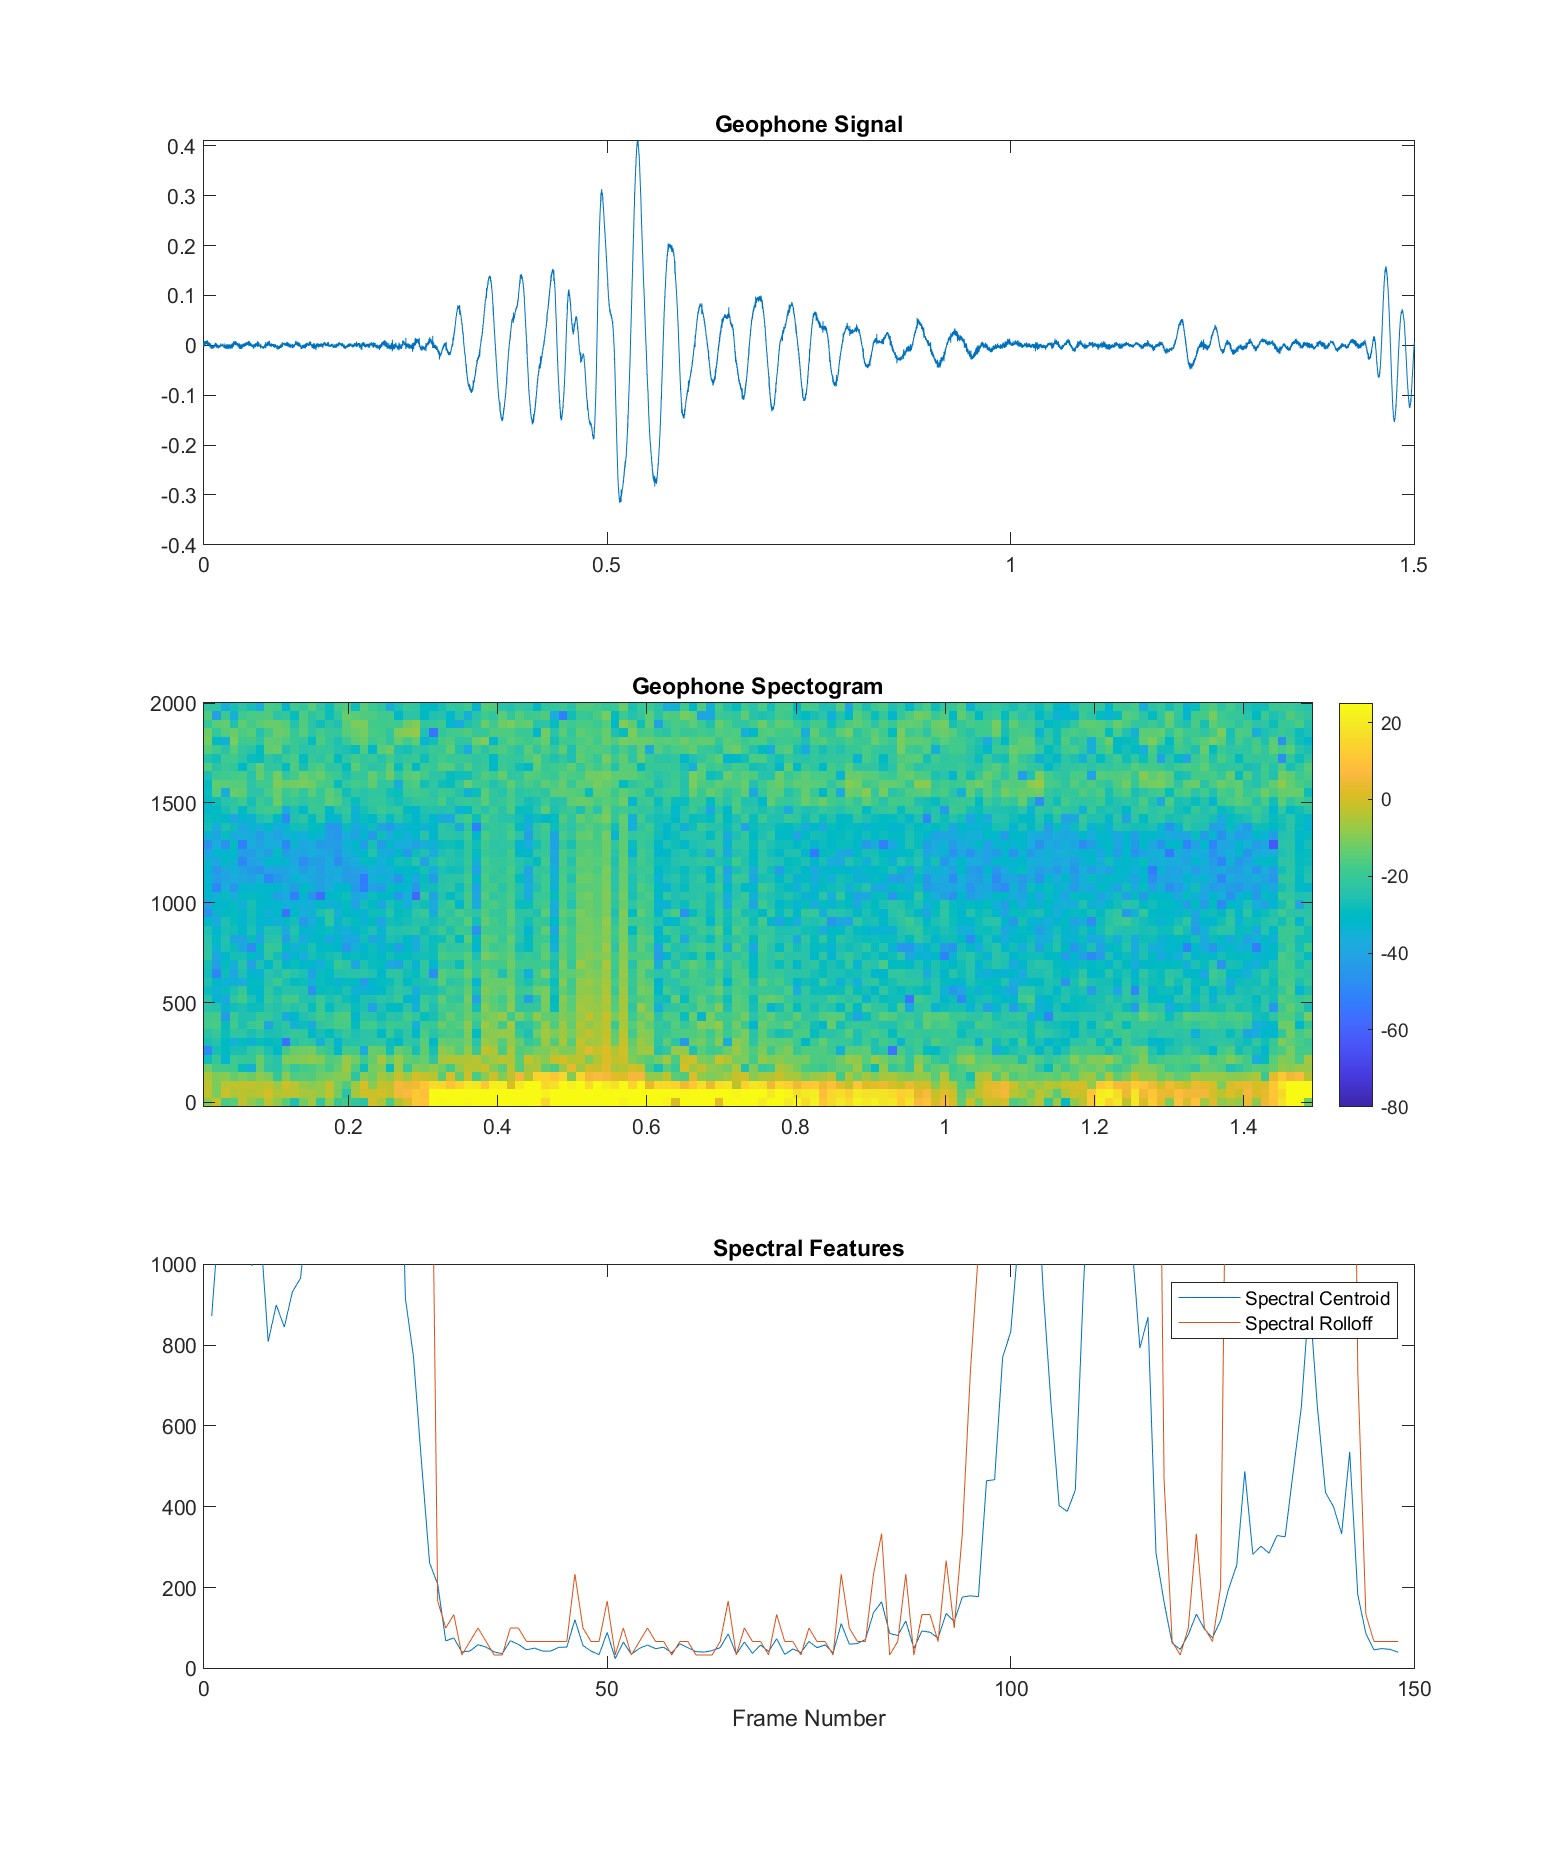 Geophone Signal
0.4
0.3
0.2
0.1
0
-0.1
-0.2
-0.3
-0.4
0 0.5 1 1.5
Geophone Spectogram
2000
1500
1000
500
0
20
0
-20
-40
-60
-80
0.2 0.4 0.6 0.8 1 1.2 1.4
Spectral Features
1000
800
600
400
200
0
Spectral Centroid
Spectral Rolloff
0 50 100 150
Frame Number